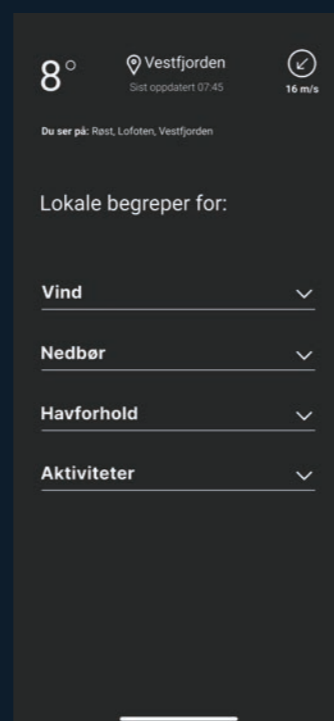 8°
Vestfjorden
Sist oppdatert 07:45
16 m/s
Du ser på: Røst, Lofoten, Vestfjorden
Lokale begreper for:
Vind
Nedbør
Havforhold
Aktiviteter